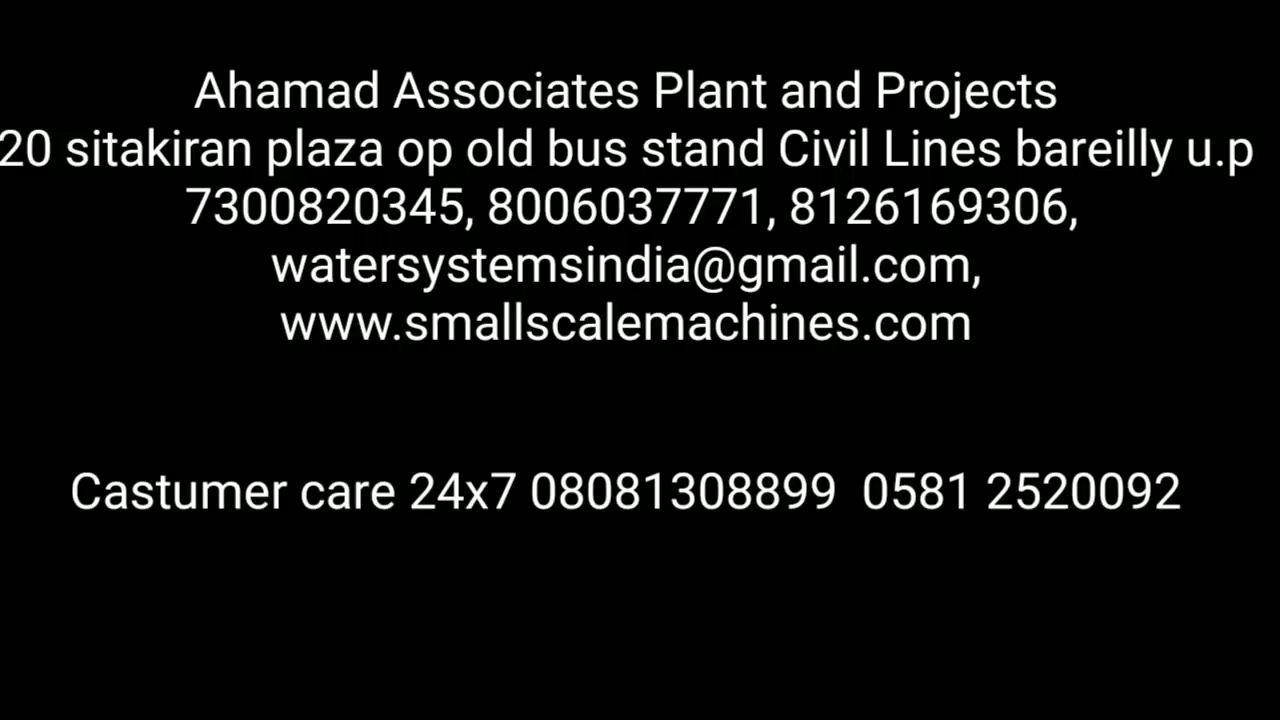 Ahamad Associates Plant and Projects
20 sitakiran plaza op old bus stand Civil Lines bareilly u.p
7300820345, 8006037771, 8126169306,
watersystemsindia@gmail.com,
www.smallscalemachines.com
Castumer care 24x7 08081308899  0581 2520092